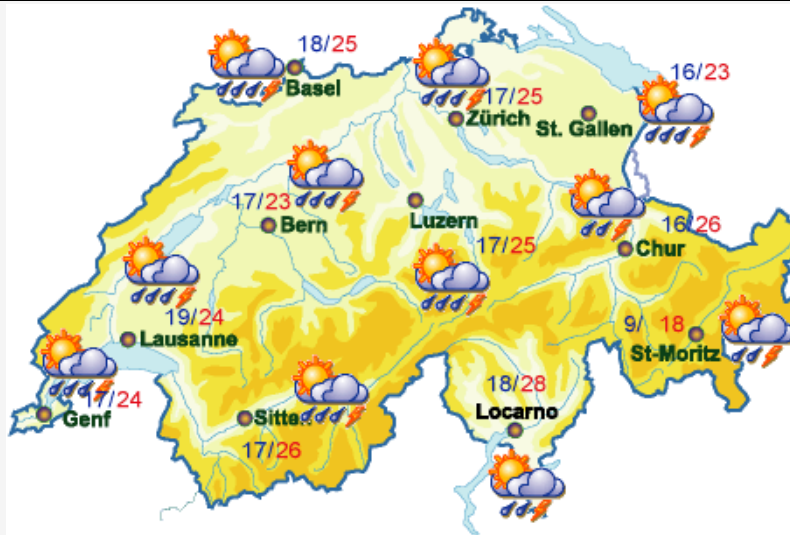 18/25
Basel
17/25
Zürich
16/23
St. Gallen
17/23
Bern
Luzern
17/25
16/26
Chur
19/24
Lausanne
9/ 18
St-Moritz
17/24
Genf
18/28
Locarno
17/26